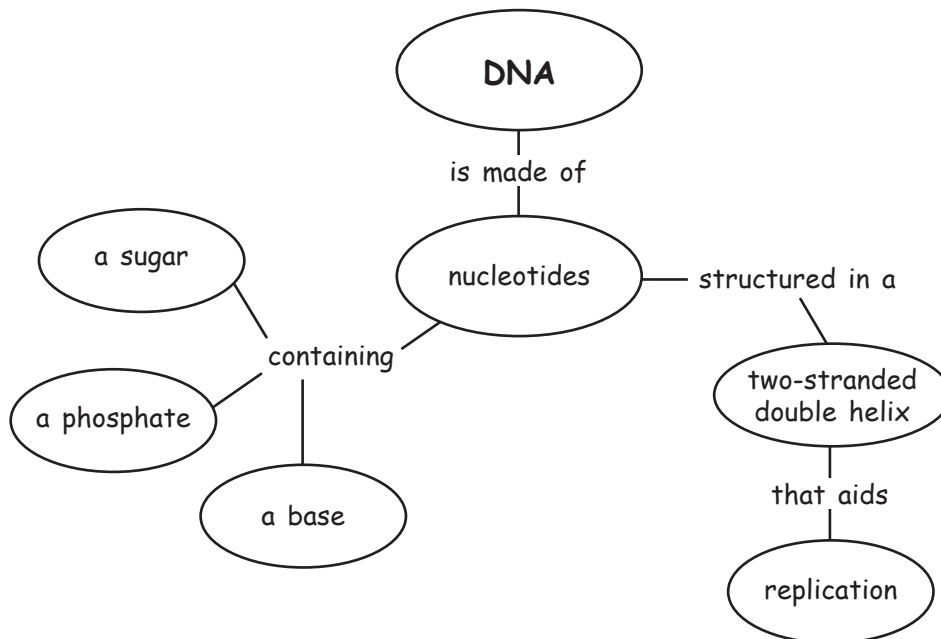 DNA
is made of
nucleotides
a sugar
structured in a
containing
two-stranded
double helix
a phosphate
that aids
a base
replication